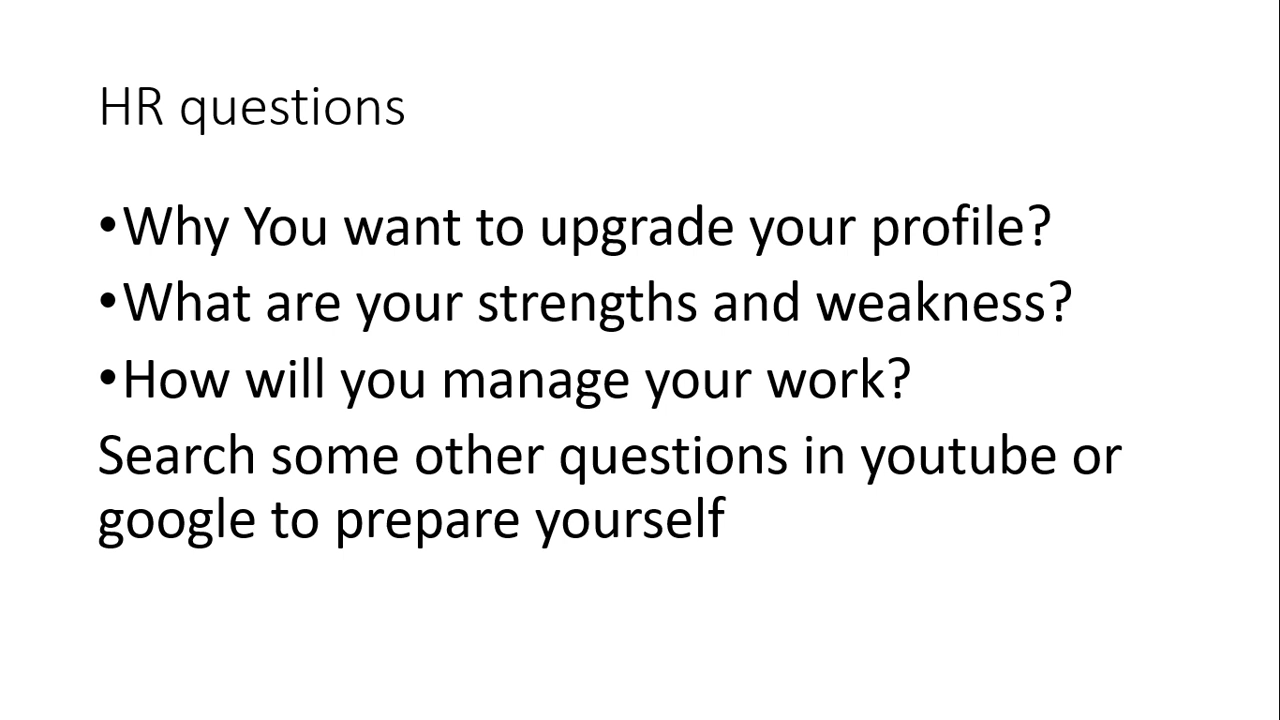 HR questions
•Why You want to upgrade your profile?
•What are your strengths and weakness?
•How will you manage your work?
Search some other questions in youtube or
google to prepare yourself